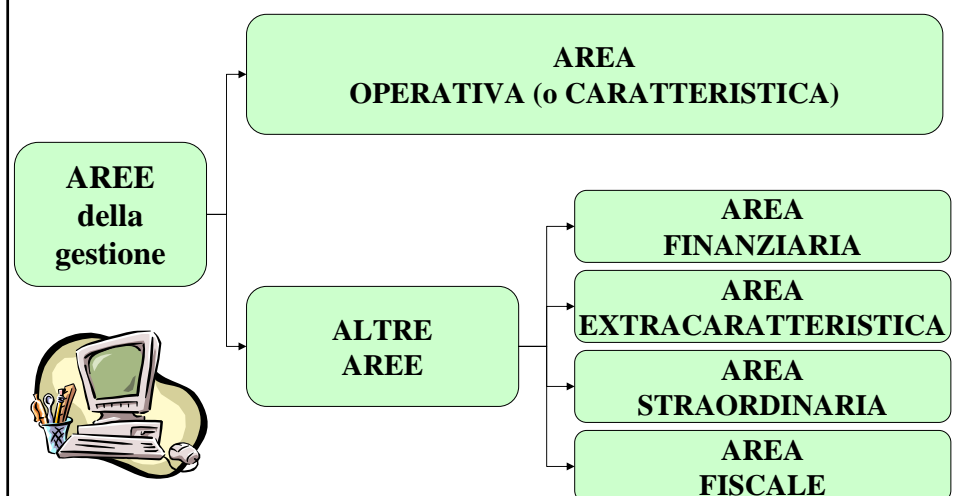 AREA
OPERATIVA (o CARATTERISTICA)
AREE
della
gestione
AREA
FINANZIARIA
AREA
EXTRACARATTERISTICA
ALTRE
AREE
AREA
STRAORDINARIA
AREA
FISCALE